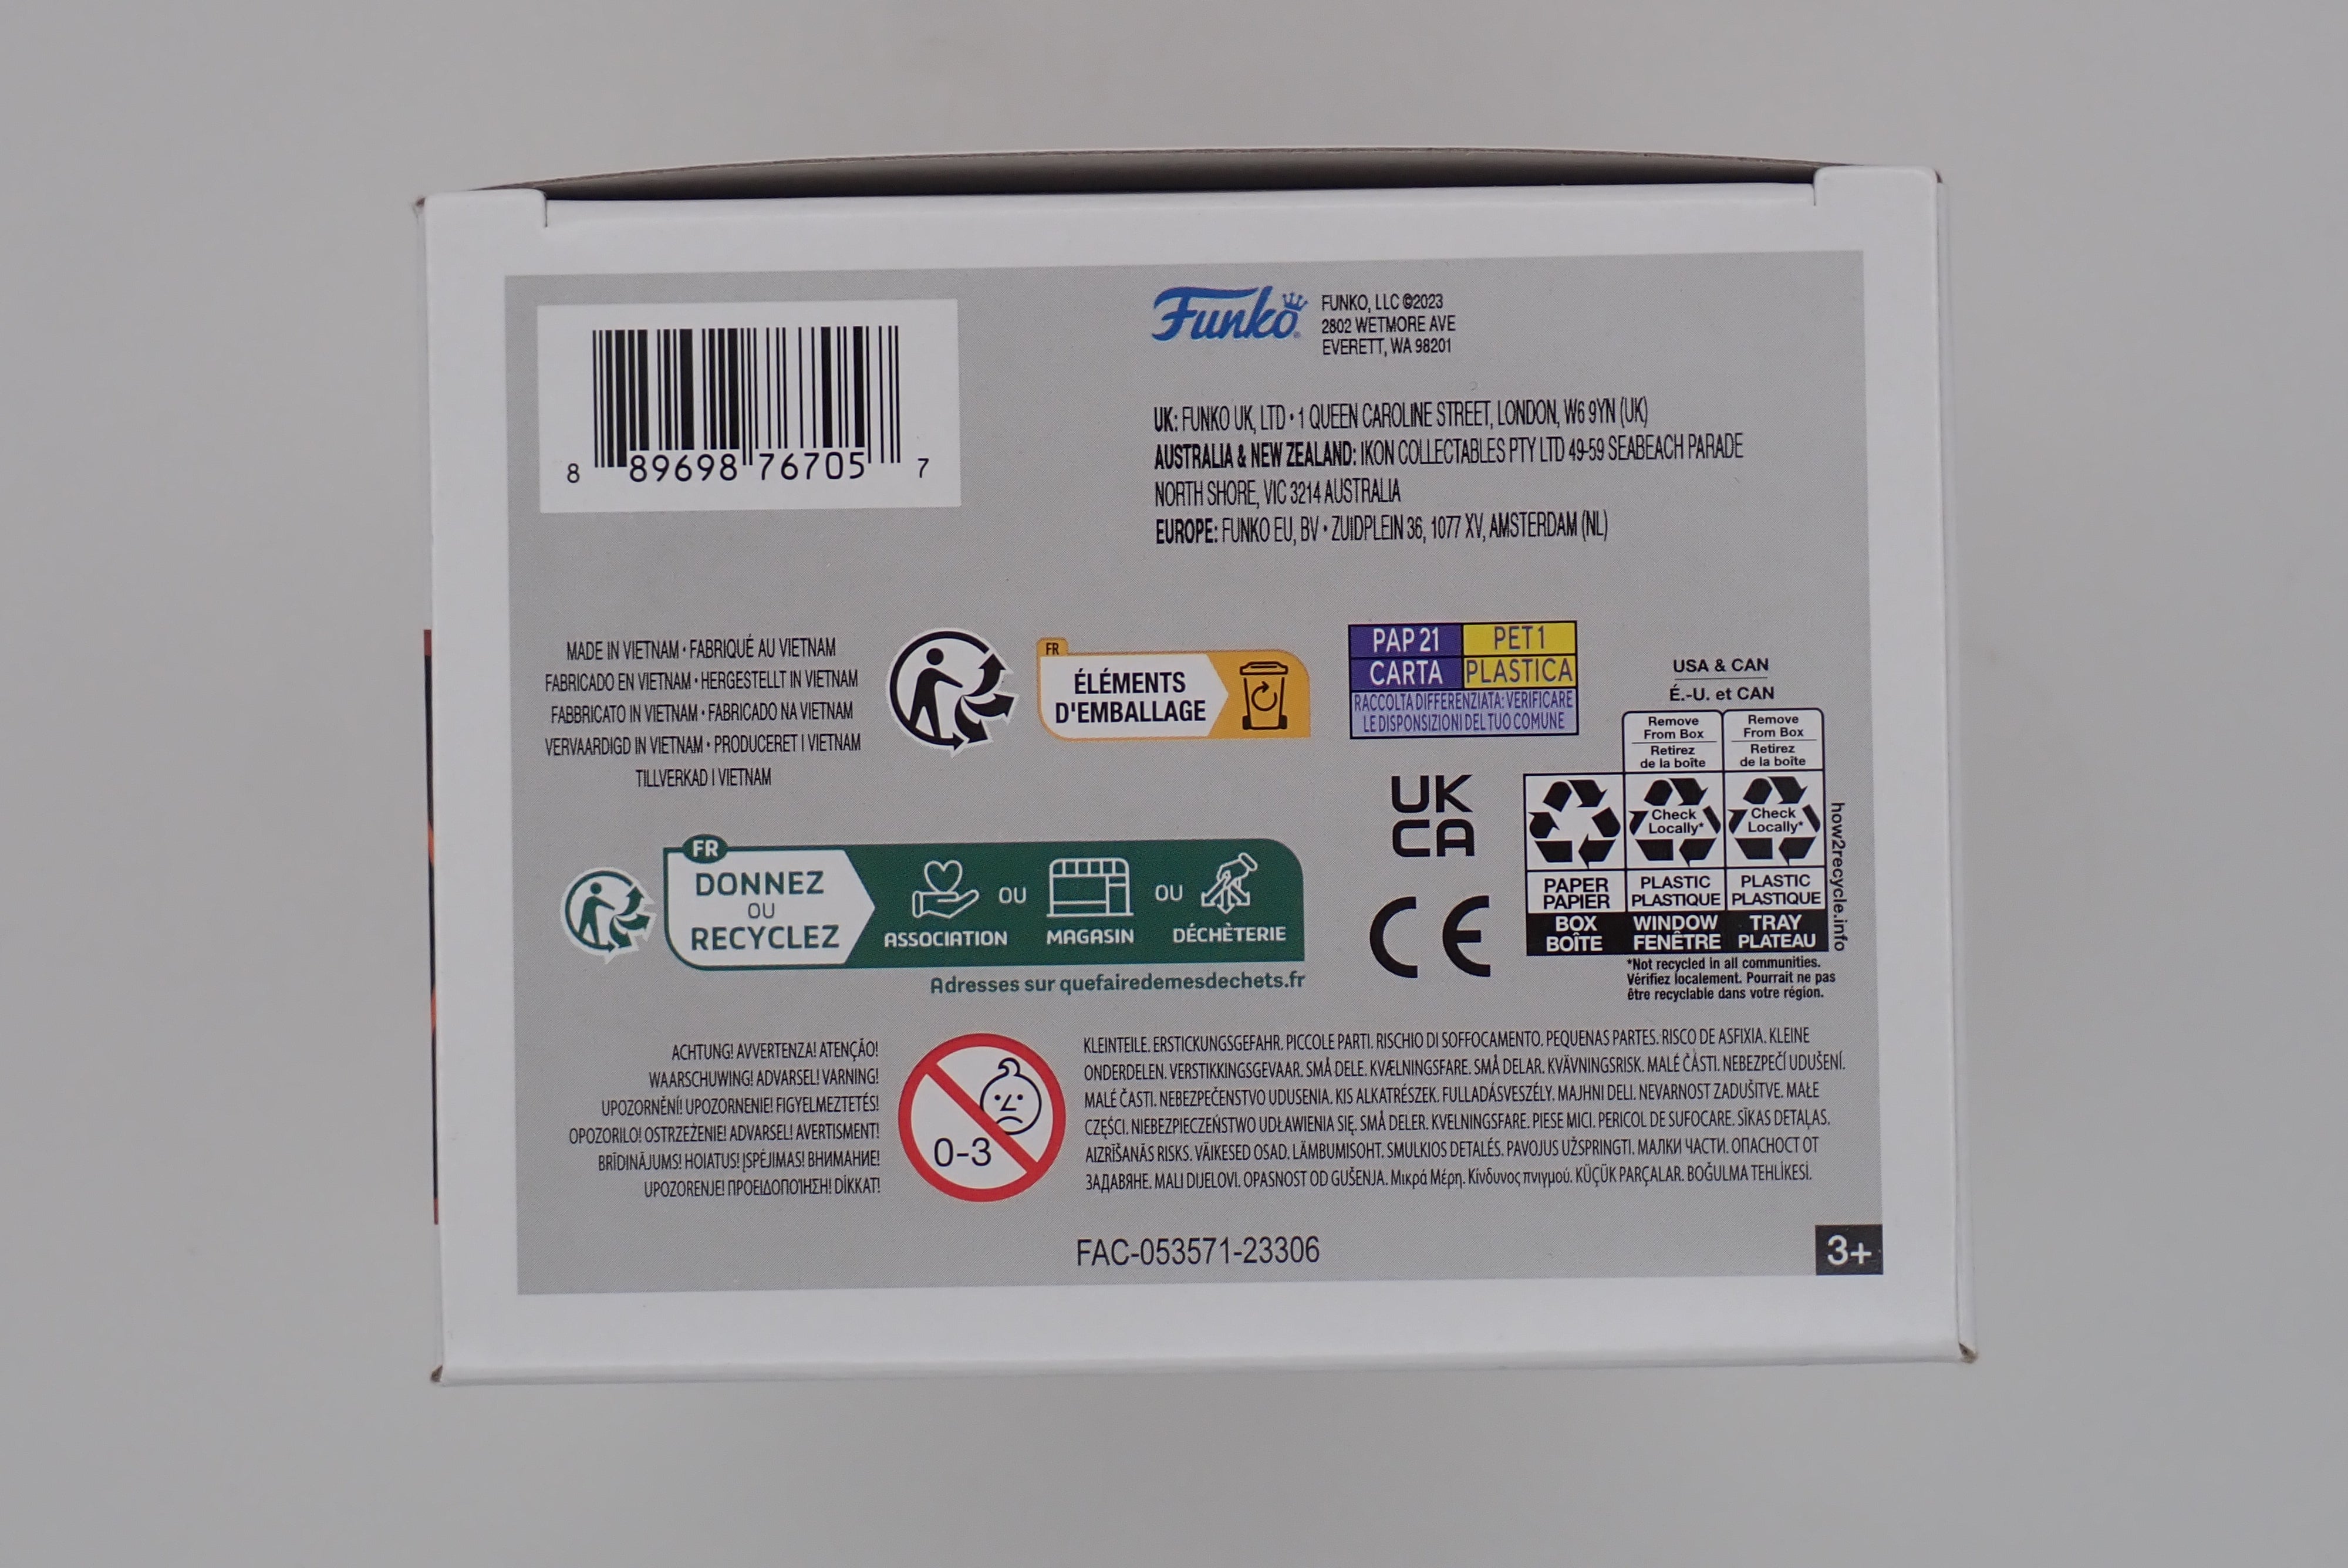 8 89698 76705 7
Funko
FUNKO, LLC ©2023
2802 WETMORE AVE
EVERETT, WA 98201
UK: FUNKO UK, LTD • 1 QUEEN CAROLINE STREET, LONDON, W6 9YN (UK)
AUSTRALIA & NEW ZEALAND: IKON COLLECTABLES PTY LTD 49-59 SEABEACH PARADE
NORTH SHORE, VIC 3214 AUSTRALIA
EUROPE: FUNKO EU, BV • ZUIDPLEIN 36, 1077 XV, AMSTERDAM (NL)
MADE IN VIETNAM • FABRIQUÉ AU VIETNAM
FABRICADO EN VIETNAM • HERGESTELLT IN VIETNAM
FABBRICATO IN VIETNAM • FABRICADO NA VIETNAM
VERVAARDIGD IN VIETNAM • PRODUCERET I VIETNAM
TILLVERKAD I VIETNAM
FR
ÉLÉMENTS
D'EMBALLAGE
PAP 21 PET 1
CARTA PLASTICA
RACCOLTA DIFFERENZIATA: VERIFICARE
LE DISPONSIZIONI DEL TUO COMUNE
USA & CAN
É.-U. et CAN
Remove
From Box
Retirez
de la boîte
Remove
From Box
Retirez
de la boîte
Check
Locally*
Check
Locally*
PAPER
PAPIER
PLASTIC
PLASTIQUE
PLASTIC
PLASTIQUE
BOX
BOÎTE
WINDOW
FENÊTRE
TRAY
PLATEAU
how2recycle.info
*Not recycled in all communities.
Vérifiez localement. Pourrait ne pas
être recyclable dans votre région.
UK
CA
CE
FR
DONNEZ
OU
RECYCLEZ
ASSOCIATION
OU
MAGASIN
OU
DÉCHÈTERIE
Adresses sur quefairedemesdechets.fr
ACHTUNG! AVVERTENZA! ATENÇÃO!
WAARSCHUWING! ADVARSEL! VARNING!
UPOZORNĚNÍ! UPOZORNENIE! FIGYELMEZTETÉS!
OPOZORILO! OSTRZEŻENIE! ADVARSEL! AVERTISMENT!
BRĪDINĀJUMS! HOIATUS! ĮSPĖJIMAS! ВНИМАНИЕ!
UPOZORENJE! ΠΡΟΕΙΔΟΠΟΊΗΣΗ! DİKKAT!
0-3
KLEINTEILE. ERSTICKUNGSGEFAHR. PICCOLE PARTI. RISCHIO DI SOFFOCAMENTO. PEQUENAS PARTES. RISCO DE ASFIXIA. KLEINE
ONDERDELEN. VERSTIKKINGSGEVAAR. SMÅ DELE. KVÆLNINGSFARE. SMÅ DELAR. KVÄVNINGSRISK. MALÉ ČÁSTI. NEBEZPEČÍ UDUŠENÍ.
MALÉ ČASTI. NEBEZPEČENSTVO UDUSENIA. KIS ALKATRÉSZEK. FULLADÁSVESZÉLY. MAJHNI DELI. NEVARNOST ZADUŠITVE. MAŁE
CZĘŚCI. NIEBEZPIECZEŃSTWO UDŁAWIENIA SIĘ. SMÅ DELER. KVELNINGSFARE. PIESE MICI. PERICOL DE SUFOCARE. SĪKAS DETAĻAS.
AIZRĪŠANĀS RISKS. VÄIKESED OSAD. LÄMBUMISOHT. SMULKIOS DETALĖS. PAVOJUS UŽSPRINGTI. МАЛКИ ЧАСТИ. ОПАСНОСТ ОТ
ЗАДАВЯНЕ. MALI DIJELOVI. OPASNOST OD GUŠENJA. Μικρά Μέρη. Κίνδυνος πνιγμού. KÜÇÜK PARÇALAR. BOĞULMA TEHLİKESİ.
FAC-053571-23306
3+